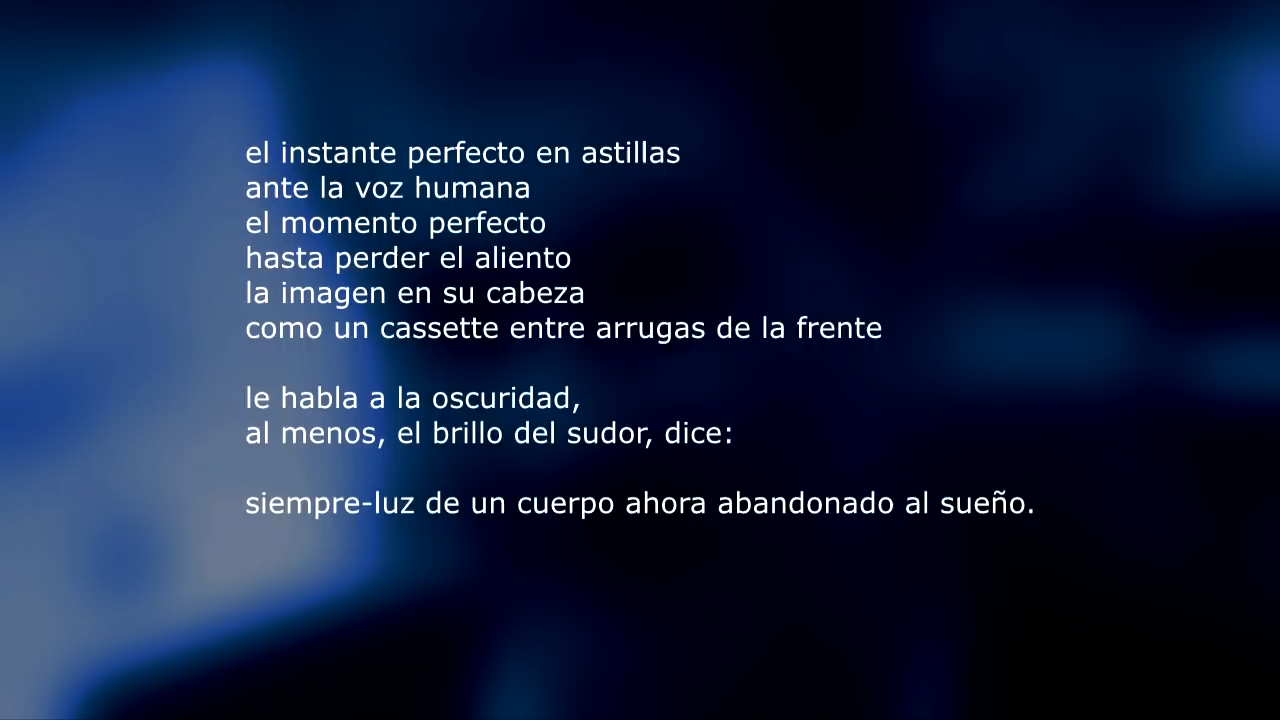 el instante perfecto en astillas
ante la voz humana
el momento perfecto
hasta perder el aliento
la imagen en su cabeza
como un cassette entre arrugas de la frente
le habla a la oscuridad,
al menos, el brillo del sudor, dice:
siempre-luz de un cuerpo ahora abandonado al sueño.